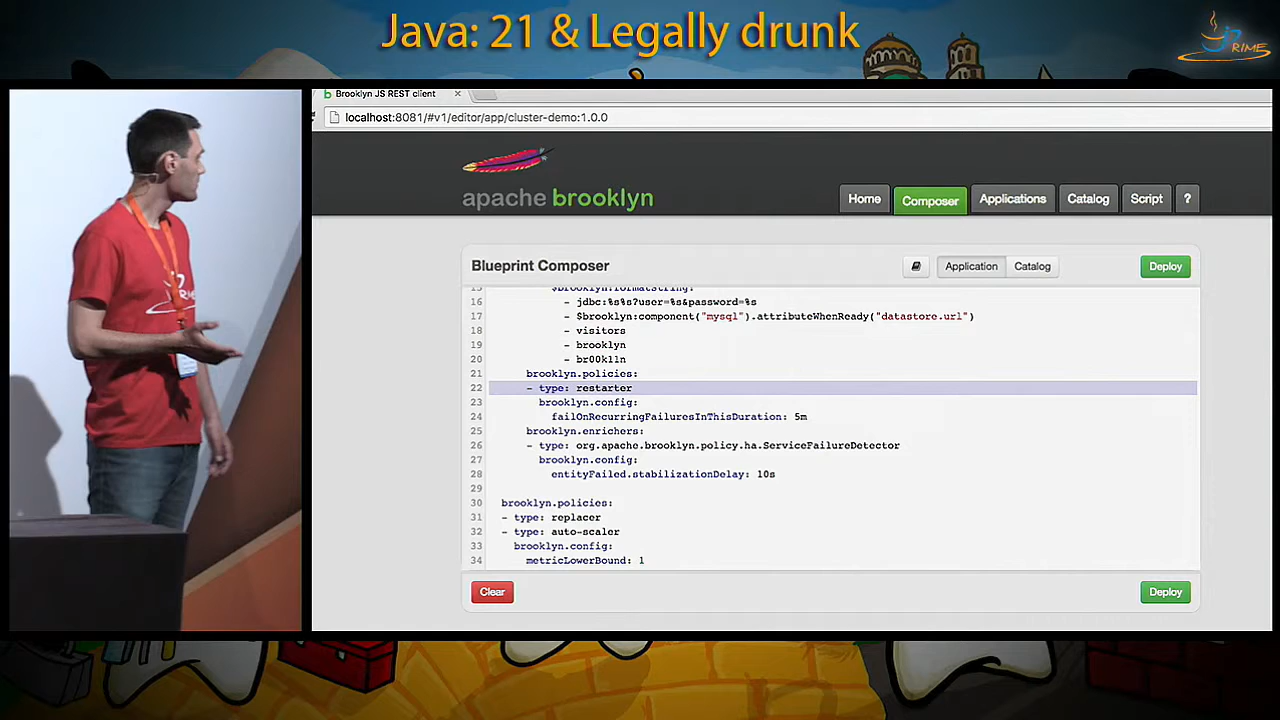 Java: 21 & Legally drunk
JPRIME
Brooklyn JS REST client
localhost:8081/#v1/editor/app/cluster-demo:1.0.0
apache brooklyn
Home
Composer
Applications
Catalog
Script
?
Blueprint Composer
Application
Catalog
Deploy
15 $brooklyn:formatString:
16 - jdbc:%s%s?user=%s&password=%s
17 - $brooklyn:component("mysql").attributeWhenReady("datastore.url")
18 - visitors
19 - brooklyn
20 - br00k11n
21 brooklyn.policies:
22 - type: restarter
23 brooklyn.config:
24 failOnRecurringFailuresInThisDuration: 5m
25 brooklyn.enrichers:
26 - type: org.apache.brooklyn.policy.ha.ServiceFailureDetector
27 brooklyn.config:
28 entityFailed.stabilizationDelay: 10s
29
30 brooklyn.policies:
31 - type: replacer
32 - type: auto-scaler
33 brooklyn.config:
34 metricLowerBound: 1
Clear
Deploy